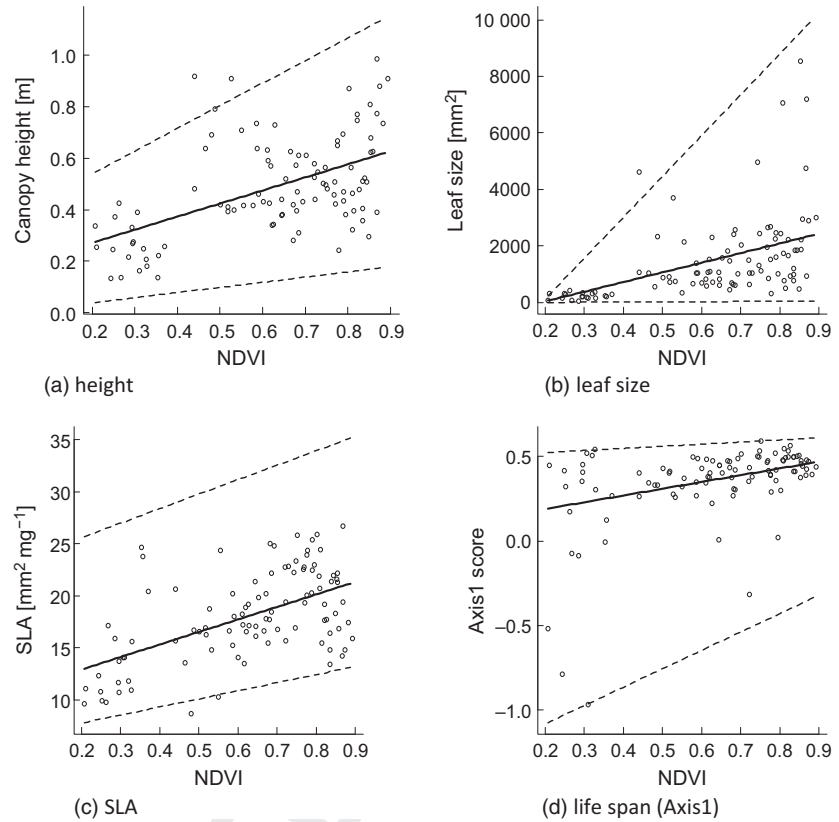 1.0
0.8
0.6
0.4
0.2
0.0
Canopy height [m]
0.2 0.3 0.4 0.5 0.6 0.7 0.8 0.9
NDVI
(a) height
10 000
8000
6000
4000
2000
0
Leaf size [mm²]
0.2 0.3 0.4 0.5 0.6 0.7 0.8 0.9
NDVI
(b) leaf size
35
30
25
20
15
10
SLA [mm² mg⁻¹]
0.2 0.3 0.4 0.5 0.6 0.7 0.8 0.9
NDVI
(c) SLA
0.5
0.0
−0.5
−1.0
Axis1 score
0.2 0.3 0.4 0.5 0.6 0.7 0.8 0.9
NDVI
(d) life span (Axis1)